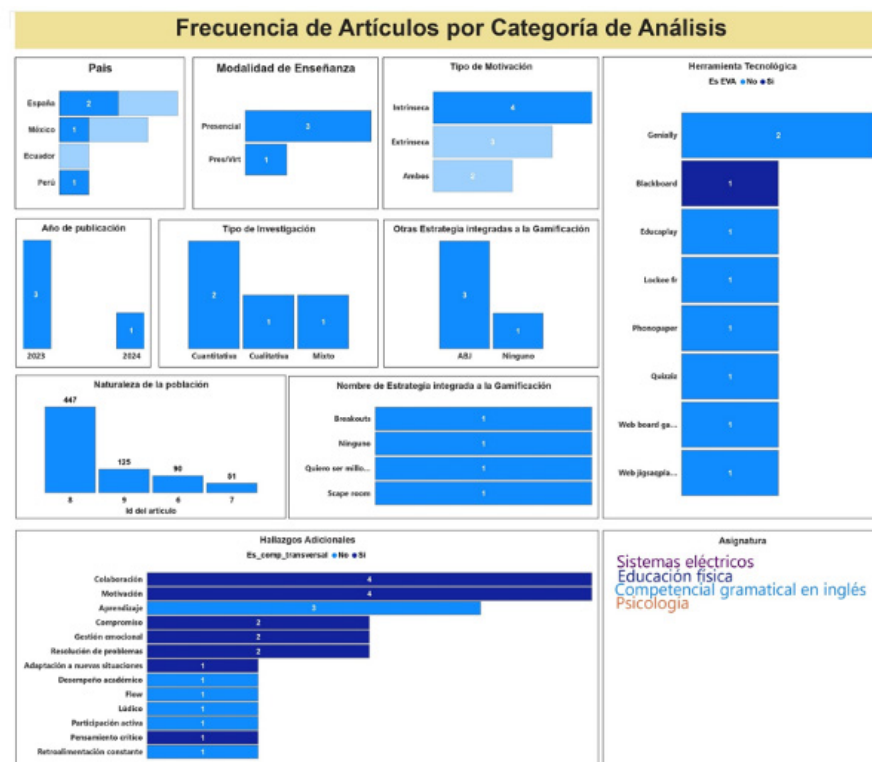 Frecuencia de Artículos por Categoría de Análisis
País
España
2
México
1
Ecuador
Perú
1
Modalidad de Enseñanza
Presencial
3
Pres/Virt
1
Tipo de Motivación
Intrínseca
4
Extrínseca
3
Ambos
2
Herramienta Tecnológica
Es EVA No Si
Genially
2
Blackboard
1
Educaplay
1
Lockee fr
1
Phonopaper
1
Quizala
1
Web board ga...
1
Web jigsaqpla...
1
Año de publicación
3
1
2023
2024
Tipo de Investigación
2
1
1
Cuantitativa
Cualitativa
Mixto
Otras Estrategia integradas a la Gamificación
3
1
ABJ
Ninguno
Naturaleza de la población
447
125
90
51
8
9
6
7
Id del artículo
Nombre de Estrategia integrada a la Gamificación
Breakouts
1
Ninguno
1
Quiero ser millo...
1
Scape room
1
Hallazgos Adicionales
Es_comp_transversal No Si
Colaboración
4
Motivación
4
Aprendizaje
3
Compromiso
2
Gestión emocional
2
Resolución de problemas
2
Adaptación a nuevas situaciones
1
Desempeño académico
1
Flow
1
Lúdico
1
Participación activa
1
Pensamiento crítico
1
Retroalimentación constante
1
Asignatura
Sistemas eléctricos
Educación física
Competencial gramatical en inglés
Psicología